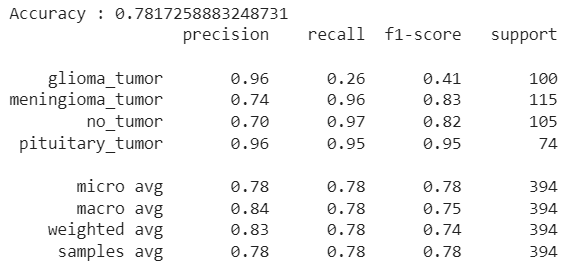 Accuracy : 0.7817258883248731
precision recall f1-score support
glioma_tumor 0.96 0.26 0.41 100
meningioma_tumor 0.74 0.96 0.83 115
no_tumor 0.70 0.97 0.82 105
pituitary_tumor 0.96 0.95 0.95 74
micro avg 0.78 0.78 0.78 394
macro avg 0.84 0.78 0.75 394
weighted avg 0.83 0.78 0.74 394
samples avg 0.78 0.78 0.78 394